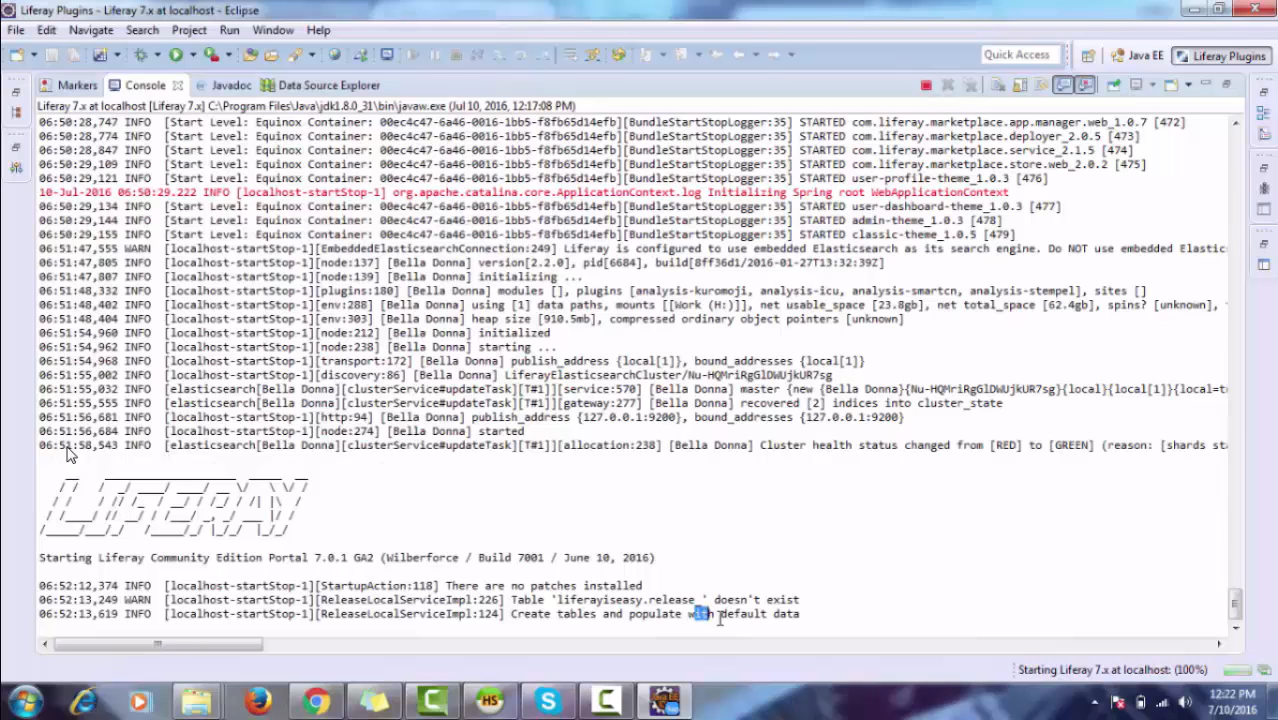 Liferay Plugins - Liferay 7.x at localhost - Eclipse
File Edit Navigate Search Project Run Window Help
Quick Access Java EE Liferay Plugins
Markers Console Javadoc Data Source Explorer
Liferay 7.x at localhost [Liferay 7.x] C:\Program Files\Java\jdk1.8.0_31\bin\javaw.exe (Jul 10, 2016, 12:17:08 PM)
06:50:28,747 INFO [Start Level: Equinox Container: 00ec4c47-6a46-0016-1bb5-f8fb65d14efb][BundleStartStopLogger:35] STARTED com.liferay.marketplace.app.manager.web_1.0.7 [472]
06:50:28,774 INFO [Start Level: Equinox Container: 00ec4c47-6a46-0016-1bb5-f8fb65d14efb][BundleStartStopLogger:35] STARTED com.liferay.marketplace.deployer_2.0.5 [473]
06:50:28,847 INFO [Start Level: Equinox Container: 00ec4c47-6a46-0016-1bb5-f8fb65d14efb][BundleStartStopLogger:35] STARTED com.liferay.marketplace.service_2.1.5 [474]
06:50:29,109 INFO [Start Level: Equinox Container: 00ec4c47-6a46-0016-1bb5-f8fb65d14efb][BundleStartStopLogger:35] STARTED com.liferay.marketplace.store.web_2.0.2 [475]
06:50:29,121 INFO [Start Level: Equinox Container: 00ec4c47-6a46-0016-1bb5-f8fb65d14efb][BundleStartStopLogger:35] STARTED user-profile-theme_1.0.3 [476]
10-Jul-2016 06:50:29.222 INFO [localhost-startStop-1] org.apache.catalina.core.ApplicationContext.log Initializing Spring root WebApplicationContext
06:50:29,134 INFO [Start Level: Equinox Container: 00ec4c47-6a46-0016-1bb5-f8fb65d14efb][BundleStartStopLogger:35] STARTED user-dashboard-theme_1.0.3 [477]
06:50:29,144 INFO [Start Level: Equinox Container: 00ec4c47-6a46-0016-1bb5-f8fb65d14efb][BundleStartStopLogger:35] STARTED admin-theme_1.0.3 [478]
06:50:29,155 INFO [Start Level: Equinox Container: 00ec4c47-6a46-0016-1bb5-f8fb65d14efb][BundleStartStopLogger:35] STARTED classic-theme_1.0.5 [479]
06:51:47,555 WARN [localhost-startStop-1][EmbeddedElasticsearchConnection:249] Liferay is configured to use embedded Elasticsearch as its search engine. Do NOT use embedded Elastic
06:51:47,805 INFO [localhost-startStop-1][node:137] [Bella Donna] version[2.2.0], pid[6684], build[8ff36d1/2016-01-27T13:32:39Z]
06:51:47,807 INFO [localhost-startStop-1][node:139] [Bella Donna] initializing ...
06:51:48,332 INFO [localhost-startStop-1][plugins:180] [Bella Donna] modules [], plugins [analysis-kuromoji, analysis-icu, analysis-smartcn, analysis-stempel], sites []
06:51:48,402 INFO [localhost-startStop-1][env:288] [Bella Donna] using [1] data paths, mounts [[Work (H:)]], net usable_space [23.8gb], net total_space [62.4gb], spins? [unknown],
06:51:48,404 INFO [localhost-startStop-1][env:303] [Bella Donna] heap size [910.5mb], compressed ordinary object pointers [unknown]
06:51:54,960 INFO [localhost-startStop-1][node:212] [Bella Donna] initialized
06:51:54,962 INFO [localhost-startStop-1][node:238] [Bella Donna] starting ...
06:51:54,968 INFO [localhost-startStop-1][transport:172] [Bella Donna] publish_address {local[1]}, bound_addresses {local[1]}
06:51:55,002 INFO [localhost-startStop-1][discovery:86] [Bella Donna] LiferayElasticsearchCluster/Nu-HQMriRgGlDWUjkUR7sg
06:51:55,032 INFO [elasticsearch[Bella Donna][clusterService#updateTask][T#1]][service:570] [Bella Donna] master {new {Bella Donna}{Nu-HQMriRgGlDWUjkUR7sg}{local}{local[1]}{local=t
06:51:55,555 INFO [elasticsearch[Bella Donna][clusterService#updateTask][T#1]][gateway:277] [Bella Donna] recovered [2] indices into cluster_state
06:51:56,681 INFO [localhost-startStop-1][http:94] [Bella Donna] publish_address {127.0.0.1:9200}, bound_addresses {127.0.0.1:9200}
06:51:56,684 INFO [localhost-startStop-1][node:274] [Bella Donna] started
06:51:58,543 INFO [elasticsearch[Bella Donna][clusterService#updateTask][T#1]][allocation:238] [Bella Donna] Cluster health status changed from [RED] to [GREEN] (reason: [shards st
LIFERAY
Starting Liferay Community Edition Portal 7.0.1 GA2 (Wilberforce / Build 7001 / June 10, 2016)
06:52:12,374 INFO [localhost-startStop-1][StartupAction:118] There are no patches installed
06:52:13,249 WARN [localhost-startStop-1][ReleaseLocalServiceImpl:226] Table 'liferayiseasy.release_' doesn't exist
06:52:13,619 INFO [localhost-startStop-1][ReleaseLocalServiceImpl:124] Create tables and populate with default data
Starting Liferay 7.x at localhost: (100%)
12:22 PM
7/10/2016